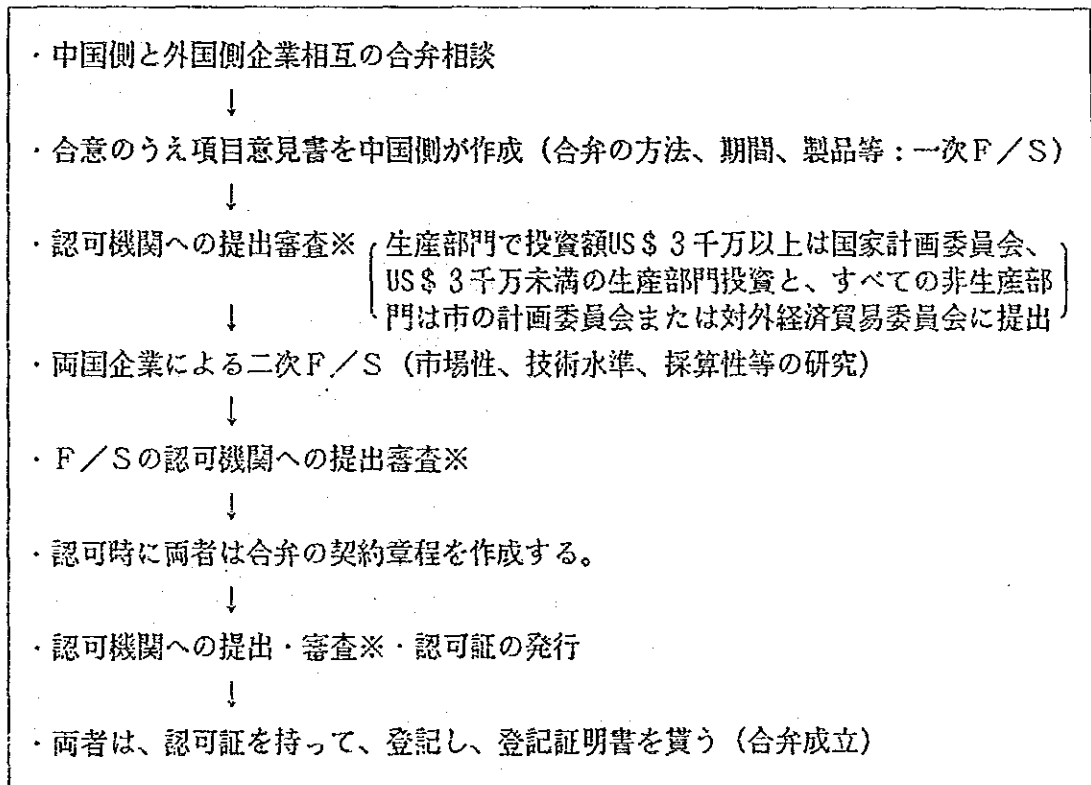 ・中国側と外国側企業相互の合弁相談
↓
・合意のうえ項目意見書を中国側が作成（合弁の方法、期間、製品等：一次Ｆ／Ｓ）
↓
・認可機関への提出審査※
生産部門で投資額US＄３千万以上は国家計画委員会、
US＄３千万未満の生産部門投資と、すべての非生産部
門は市の計画委員会または対外経済貿易委員会に提出
↓
・両国企業による二次Ｆ／Ｓ（市場性、技術水準、採算性等の研究）
↓
・Ｆ／Ｓの認可機関への提出審査※
↓
・認可時に両者は合弁の契約章程を作成する。
↓
・認可機関への提出・審査※・認可証の発行
↓
・両者は、認可証を持って、登記し、登記証明書を貰う（合弁成立）